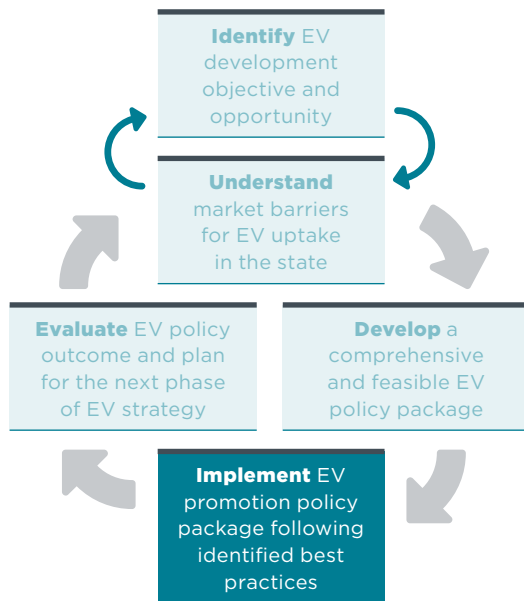 Identify EV
development
objective and
opportunity
Understand
market barriers
for EV uptake
in the state
Evaluate EV policy
outcome and plan
for the next phase
of EV strategy
Develop a
comprehensive
and feasible EV
policy package
Implement EV
promotion policy
package following
identified best
practices